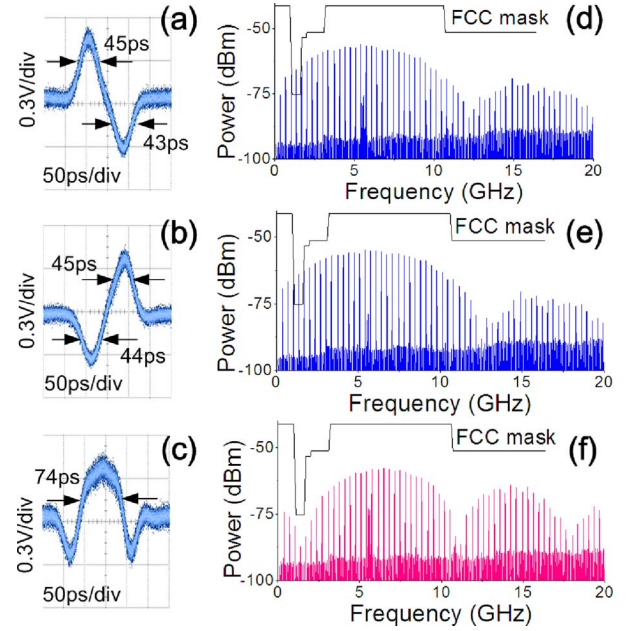 (a)
45ps
43ps
0.3V/div
50ps/div
(d)
FCC mask
Power (dBm)
-50
-75
-100
0
5
10
15
20
Frequency (GHz)
(b)
45ps
44ps
0.3V/div
50ps/div
(e)
FCC mask
Power (dBm)
-50
-75
-100
0
5
10
15
20
Frequency (GHz)
(c)
74ps
0.3V/div
50ps/div
(f)
FCC mask
Power (dBm)
-50
-75
-100
0
5
10
15
20
Frequency (GHz)